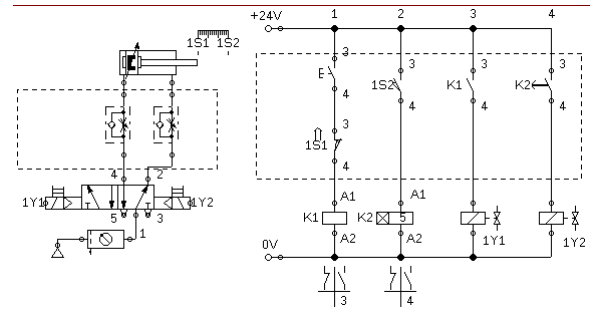 1S1 1S2
4 2
1Y1 1Y2
5 3
1
+24V 1 2 3 4
3 3 3 3
E 1S2 K1 K2
4 4 4 4
3
1S1
4
A1 A1
K1 K2 5
A2 A2 1Y1 1Y2
0V
3 4